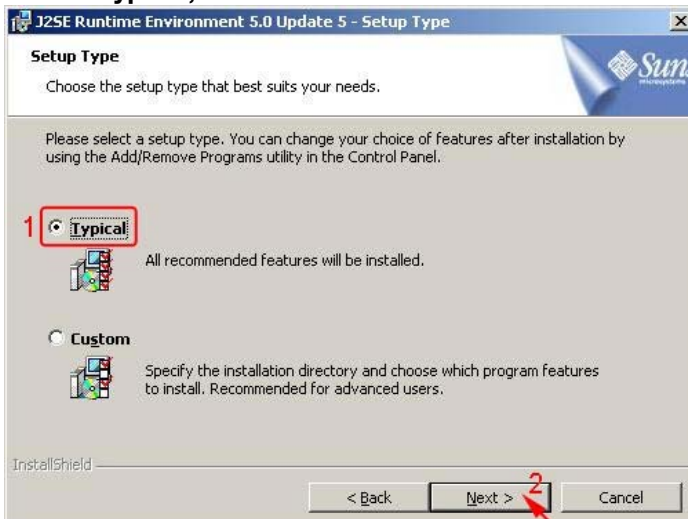 J2SE Runtime Environment 5.0 Update 5 - Setup Type
Setup Type
Choose the setup type that best suits your needs.
Sun
microsystems
Please select a setup type. You can change your choice of features after installation by
using the Add/Remove Programs utility in the Control Panel.
1
Typical
All recommended features will be installed.
Custom
Specify the installation directory and choose which program features
to install. Recommended for advanced users.
InstallShield
< Back
Next >
2
Cancel